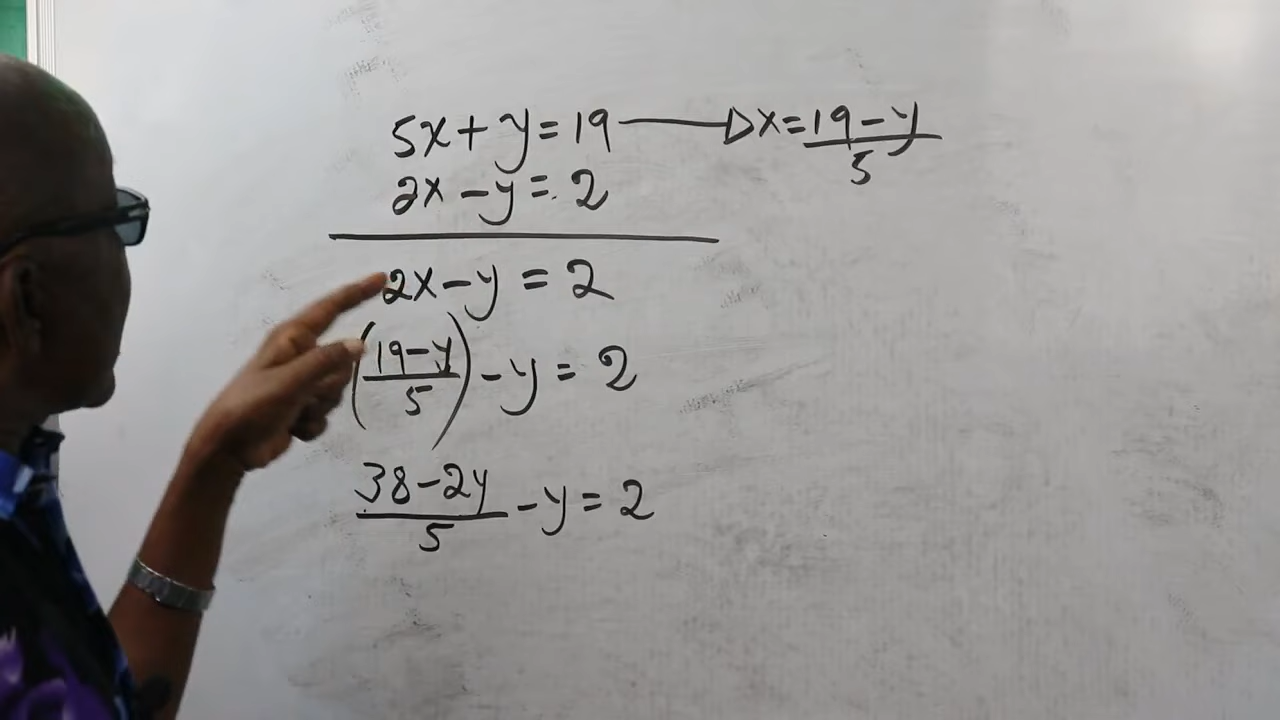 5x + y = 19 → x = (19 - y)/5
2x - y = 2
2x - y = 2
((19 - y)/5) - y = 2
(38 - 2y)/5 - y = 2